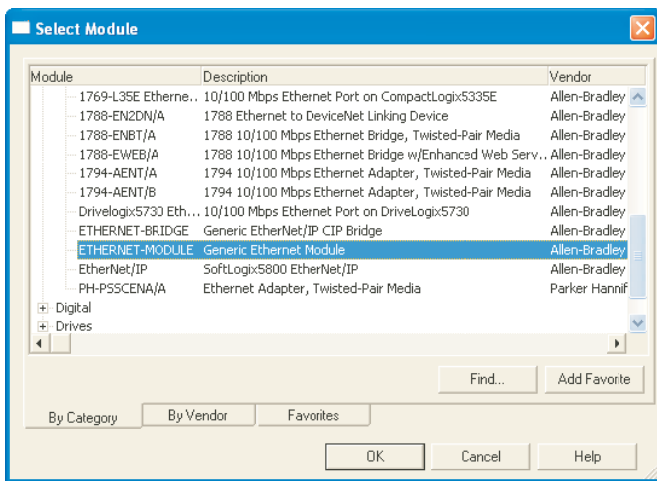 Select Module
Module Description Vendor
1769-L35E Etherne... 10/100 Mbps Ethernet Port on CompactLogix5335E Allen-Bradley
1788-EN2DN/A 1788 Ethernet to DeviceNet Linking Device Allen-Bradley
1788-ENBT/A 1788 10/100 Mbps Ethernet Bridge, Twisted-Pair Media Allen-Bradley
1788-EWEB/A 1788 10/100 Mbps Ethernet Bridge w/Enhanced Web Serv... Allen-Bradley
1794-AENT/A 1794 10/100 Mbps Ethernet Adapter, Twisted-Pair Media Allen-Bradley
1794-AENT/B 1794 10/100 Mbps Ethernet Adapter, Twisted-Pair Media Allen-Bradley
Drivelogix5730 Eth... 10/100 Mbps Ethernet Port on DriveLogix5730 Allen-Bradley
ETHERNET-BRIDGE Generic EtherNet/IP CIP Bridge Allen-Bradley
ETHERNET-MODULE Generic Ethernet Module Allen-Bradley
EtherNet/IP SoftLogix5800 EtherNet/IP Allen-Bradley
PH-PSSCENA/A Ethernet Adapter, Twisted-Pair Media Parker Hannif
Digital
Drives
Find... Add Favorite
By Category By Vendor Favorites
OK Cancel Help